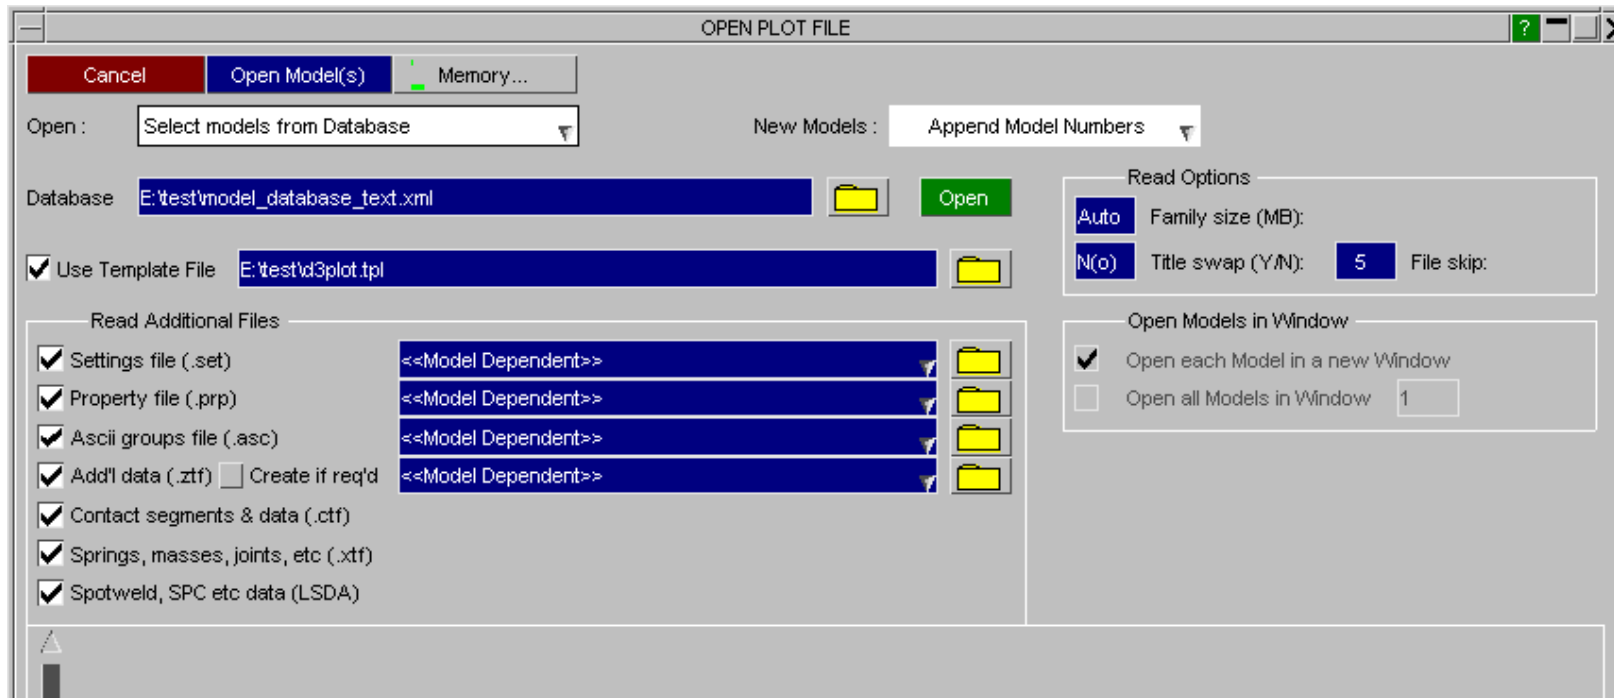 OPEN PLOT FILE ?
Cancel Open Model(s) Memory...
Open : Select models from Database New Models : Append Model Numbers
Database E:\test\model_database_text.xml Open
Use Template File E:\test\d3plot.tpl
Read Options
Auto Family size (MB):
N(o) Title swap (Y/N): 5 File skip:
Read Additional Files
Settings file (.set) <<Model Dependent>>
Property file (.prp) <<Model Dependent>>
Ascii groups file (.asc) <<Model Dependent>>
Add'l data (.ztf) Create if req'd <<Model Dependent>>
Contact segments & data (.ctf)
Springs, masses, joints, etc (.xtf)
Spotweld, SPC etc data (LSDA)
Open Models in Window
Open each Model in a new Window
Open all Models in Window 1